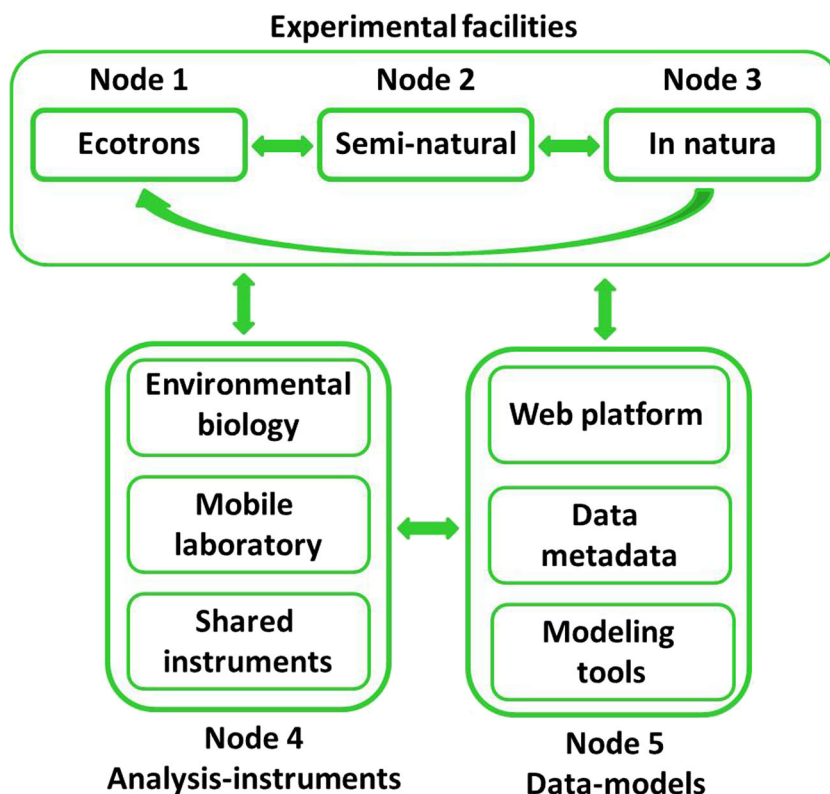 Experimental facilities
Node 1 Node 2 Node 3
Ecotrons Semi-natural In natura
Environmental
biology
Mobile
laboratory
Shared
instruments
Node 4
Analysis-instruments
Web platform
Data
metadata
Modeling
tools
Node 5
Data-models